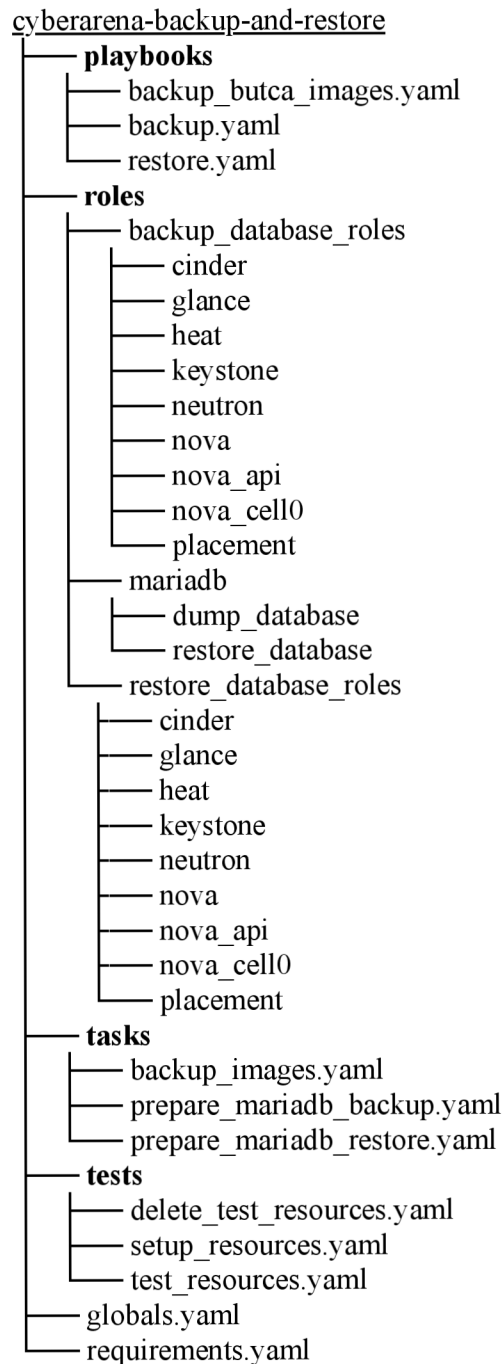 cyberarena-backup-and-restore
playbooks
backup_butca_images.yaml
backup.yaml
restore.yaml
roles
backup_database_roles
cinder
glance
heat
keystone
neutron
nova
nova_api
nova_cell0
placement
mariadb
dump_database
restore_database
restore_database_roles
cinder
glance
heat
keystone
neutron
nova
nova_api
nova_cell0
placement
tasks
backup_images.yaml
prepare_mariadb_backup.yaml
prepare_mariadb_restore.yaml
tests
delete_test_resources.yaml
setup_resources.yaml
test_resources.yaml
globals.yaml
requirements.yaml